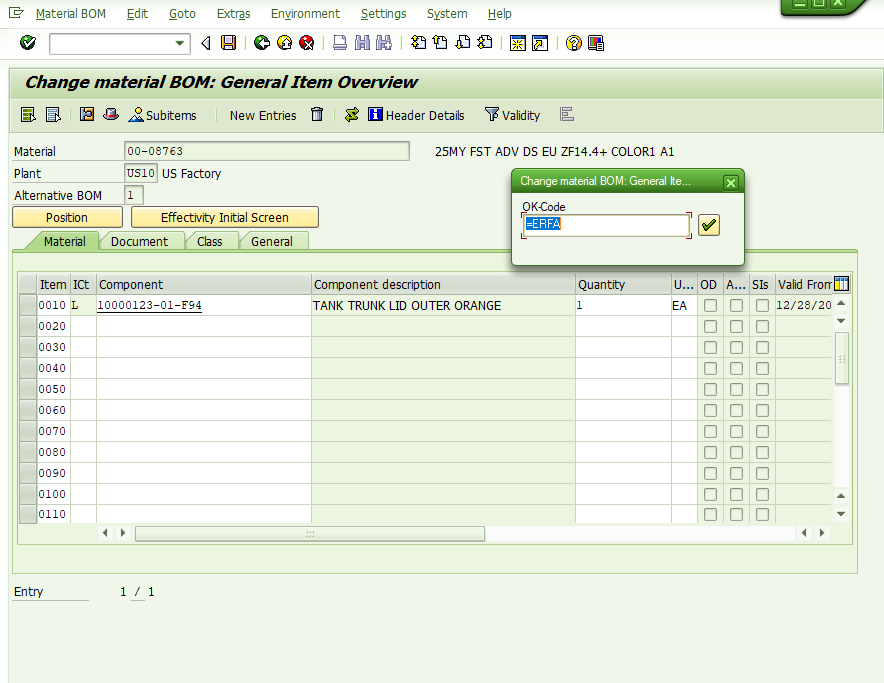 Material BOM Edit Goto Extras Environment Settings System Help
Change material BOM: General Item Overview
Subitems New Entries Header Details Validity
Material 00-08763 25MY FST ADV DS EU ZF14.4+ COLOR1 A1
Plant US10 US Factory
Alternative BOM 1
Position Effectivity Initial Screen
Change material BOM: General Ite...
OK-Code
=ERFA
Material Document Class General
Item ICt Component Component description Quantity U... OD A... SIs Valid From
0010 L 10000123-01-F94 TANK TRUNK LID OUTER ORANGE 1 EA 12/28/20
0020
0030
0040
0050
0060
0070
0080
0090
0100
0110
Entry 1 / 1